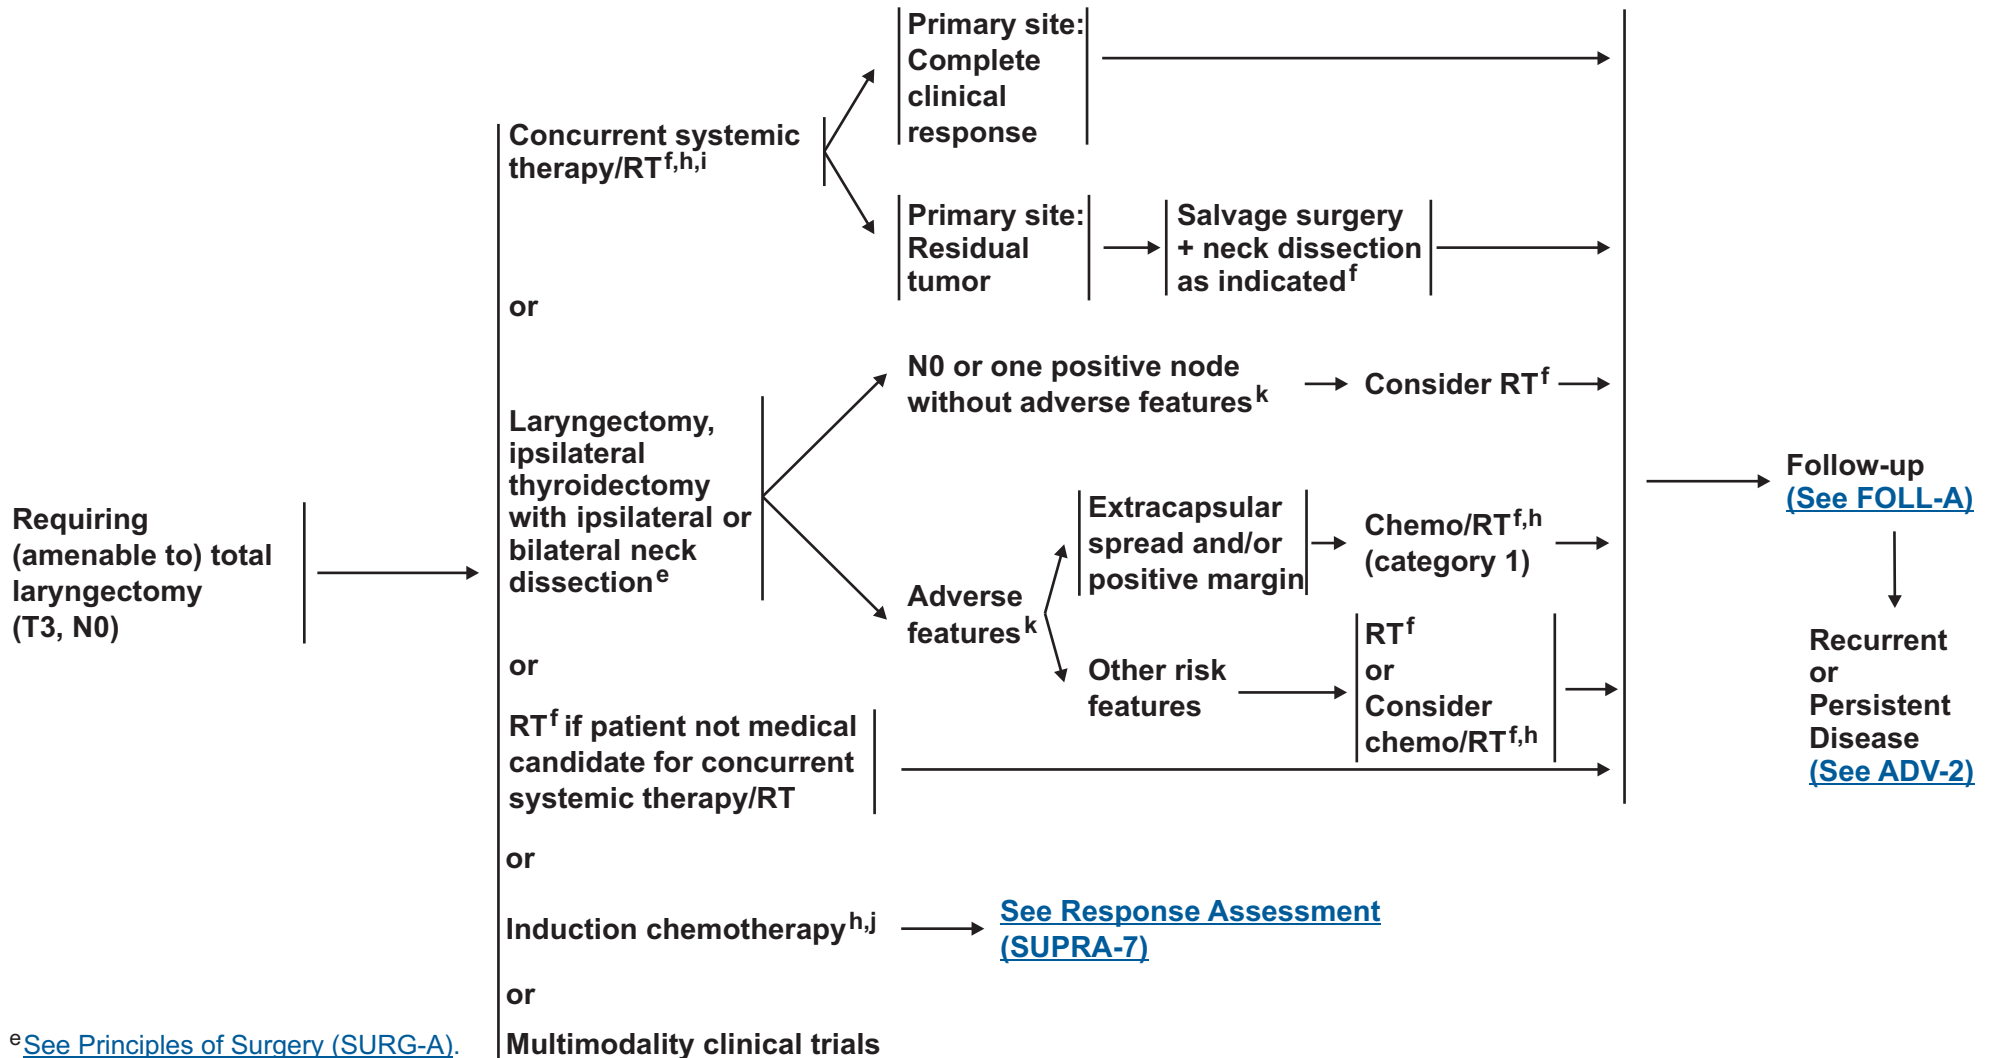 Requiring
(amenable to) total
laryngectomy
(T3, N0)
Concurrent systemic
therapy/RTf,h,i
or
Laryngectomy,
ipsilateral
thyroidectomy
with ipsilateral or
bilateral neck
dissectione
or
RTf if patient not medical
candidate for concurrent
systemic therapy/RT
or
Induction chemotherapyh,j
or
Multimodality clinical trials
Primary site:
Complete
clinical
response
Primary site:
Residual
tumor
Salvage surgery
+ neck dissection
as indicatedf
N0 or one positive node
without adverse featuresk
Consider RTf
Adverse
featuresk
Extracapsular
spread and/or
positive margin
Chemo/RTf,h
(category 1)
Other risk
features
RTf
or
Consider
chemo/RTf,h
See Response Assessment
(SUPRA-7)
Follow-up
(See FOLL-A)
Recurrent
or
Persistent
Disease
(See ADV-2)
eSee Principles of Surgery (SURG-A).